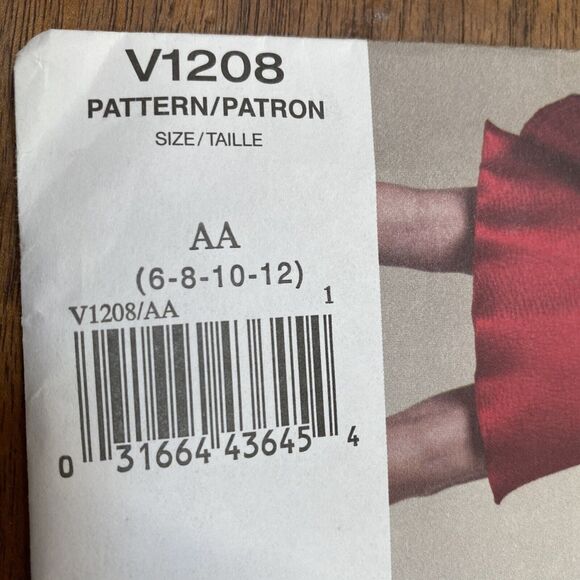 V1208
PATTERN/PATRON
SIZE/TAILLE
AA
(6-8-10-12)
V1208/AA 1
0 31664 43645 4